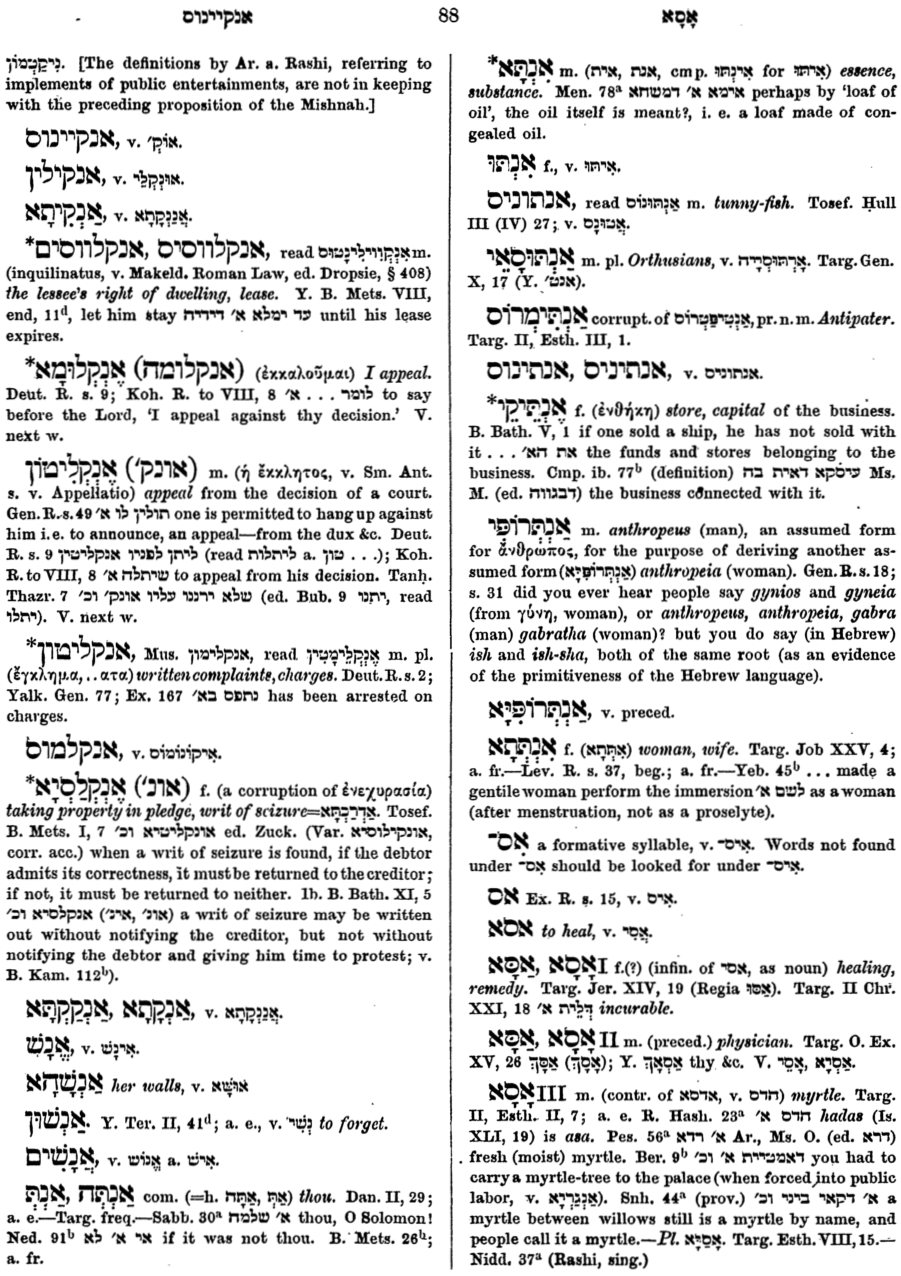 אנקיינוס
88
אָסָא
נִיקַטְמוֹן. [The definitions by Ar. a. Rashi, referring to
implements of public entertainments, are not in keeping
with the preceding proposition of the Mishnah.]
אנקיינוס, v. אוֹקְ׳.
אנקילין, v. אוּנְקְלֵי.
אַנְקִיתָא, v. אֲנַנְקָתָא.
*אנקלווסיס, אנקלווסים, read m.
(inquilinatus, v. Makeld. Roman Law, ed. Dropsie, § 408)
the lessee's right of dwelling, lease. Y. B. Mets. VIII,
end, 11d, let him stay עד ימלא א׳ דידיה until his lease
expires.
*אֶנְקְלוּמָא (אנקלומה) (ἐκκαλοῦμαι) I appeal.
Deut. R. s. 9; Koh. R. to VIII, 8 לומר . . . א׳ to say
before the Lord, 'I appeal against thy decision.' V.
next w.
אֶנְקְלִיטוֹן (אונק׳) m. (ἡ ἔκκλητος, v. Sm. Ant.
s. v. Appellatio) appeal from the decision of a court.
Gen. R. s. 49 תולין לו א׳ one is permitted to hang up against
him i.e. to announce, an appeal—from the dux &c. Deut.
R. s. 9 ליתן לפניו אנקליטין (read ליתלות a. טון . . .); Koh.
R. to VIII, 8 שיתלה א׳ to appeal from his decision. Tanḥ.
Thazr. 7 שלא ירננו עליו אונק׳ וכ׳ (ed. Bub. 9 יתנו, read
יתלו). V. next w.
*אנקליטון, Mus. אנקלימון, read אֶנְקְלֵימָטִין m. pl.
(ἔγκλημα, . . ατα) written complaints, charges. Deut. R. s. 2;
Yalk. Gen. 77; Ex. 167 נתפס בא׳ has been arrested on
charges.
אנקלמוס, v. אִיקוֹנוֹמוֹס.
*אֶנְקְלְסִיָא (אונ׳) f. (a corruption of ἐνεχυρασία)
taking property in pledge, writ of seizure=אַדְרַכְתָּא. Tosef.
B. Mets. I, 7 אונקליטיא וכ׳ ed. Zuck. (Var. אונקילוסיא,
corr. acc.) when a writ of seizure is found, if the debtor
admits its correctness, it must be returned to the creditor;
if not, it must be returned to neither. Ib. B. Bath. XI, 5
אנקלסיא וכ׳ (אונ׳, אינ׳) a writ of seizure may be written
out without notifying the creditor, but not without
notifying the debtor and giving him time to protest; v.
B. Kam. 112b).
אַנְקָתָא, אַנְקַקְתָּא, v. אֲנַנְקָתָא.
אֱנָשׁ, v. אִינָשׁ.
אַנְשָׁהָא her walls, v. אוּשָּׁא
אַנְשׁוּן. Y. Ter. II, 41d; a. e., v. נְשֵׁי to forget.
אֲנָשִׁים, v. אֱנוֹשׁ a. אִישׁ.
אַנְתָּה, אַנְתְּ com. (=h. אַתָּה, אַתְּ) thou. Dan. II, 29;
a. e.—Targ. freq.—Sabb. 30a א׳ שלמה thou, O Solomon!
Ned. 91b אי א׳ לא if it was not thou. B. Mets. 26b;
a. fr.
*אִנְתָּא m. (אנת, אית, cmp. אִינְתּוּ for אִיתּוּ) essence,
substance. Men. 78a אימא א׳ דמשחא perhaps by 'loaf of
oil', the oil itself is meant?, i. e. a loaf made of con-
gealed oil.
אִנְתּוּ f., v. אִיתּוּ.
אנתוניס, read אַנְתּוּנוֹס m. tunny-fish. Tosef. Ḥull
III (IV) 27; v. אַטוּנָס.
אַנְתּוּסָאֵי m. pl. Orthusians, v. אָרְתּוּסְיָה. Targ. Gen.
X, 17 (Y. אנט׳).
אַנְתִּימְרוֹס corrupt. of אַנְטִיפַּטְרוֹס, pr. n. m. Antipater.
Targ. II, Esth. III, 1.
אנתיניס, אנתינוס, v. אנתוניס.
*אֶנְתֵּיקֵי f. (ἐνθήκη) store, capital of the business.
B. Bath. V, 1 if one sold a ship, he has not sold with
it . . . את הא׳ the funds and stores belonging to the
business. Cmp. ib. 77b (definition) עיסקא דאית בה Ms.
M. (ed. דבגווה) the business connected with it.
אַנְתְּרוֹפִּי m. anthropeus (man), an assumed form
for ἄνθρωπος, for the purpose of deriving another as-
sumed form (אַנְתְּרוֹפִּיָא) anthropeia (woman). Gen. R. s. 18;
s. 31 did you ever hear people say gynios and gyneia
(from γύνη, woman), or anthropeus, anthropeia, gabra
(man) gabratha (woman)? but you do say (in Hebrew)
ish and ish-sha, both of the same root (as an evidence
of the primitiveness of the Hebrew language).
אַנְתְּרוֹפִּיָּא, v. preced.
אִנְתְּתָא f. (אִתְּתָא) woman, wife. Targ. Job XXV, 4;
a. fr.—Lev. R. s. 37, beg.; a. fr.—Yeb. 45b . . . made a
gentile woman perform the immersion לשם א׳ as a woman
(after menstruation, not as a proselyte).
אִס־ a formative syllable, v. אִיס־. Words not found
under אס־ should be looked for under אִיס־.
אס Ex. R. s. 15, v. אִיס.
אסא to heal, v. אֲסֵי.
אָסָא, אַסָּא I f.(?) (infin. of אסי, as noun) healing,
remedy. Targ. Jer. XIV, 19 (Regia אַסּוּ). Targ. II Chr.
XXI, 18 דְּלֵית א׳ incurable.
אָסָא, אַסָּא II m. (preced.) physician. Targ. O. Ex.
XV, 26 אַסָּךְ (אָסָךְ); Y. אַסְאָךְ thy &c. V. אָסֵי, אָסְיָא.
אָסָא III m. (contr. of אדסא, v. הדס) myrtle. Targ.
II, Esth. II, 7; a. e. R. Hash. 23a הדס א׳ hadas (Is.
XLI, 19) is asa. Pes. 56a א׳ רדא Ar., Ms. O. (ed. דרא)
fresh (moist) myrtle. Ber. 9b דאמטיית א׳ וכ׳ you had to
carry a myrtle-tree to the palace (when forced into public
labor, v. אַנְגַּרְיָא). Snh. 44a (prov.) א׳ דקאי ביני וכ׳ a
myrtle between willows still is a myrtle by name, and
people call it a myrtle.—Pl. אָסַיָּא. Targ. Esth. VIII, 15.—
Nidd. 37a (Rashi, sing.)